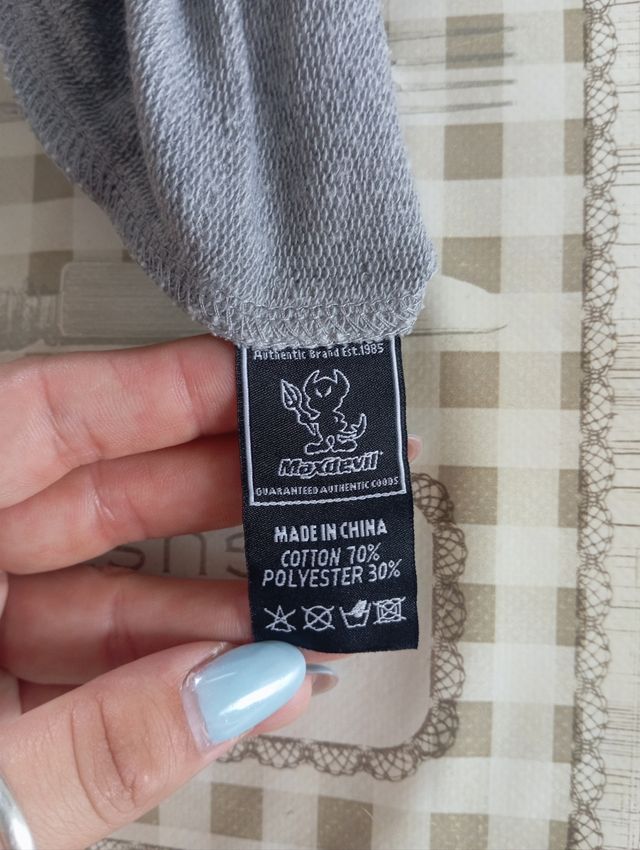 Authentic Brand Est.1985
Maxdevil
GUARANTEED AUTHENTIC GOODS
MADE IN CHINA
COTTON 70%
POLYESTER 30%